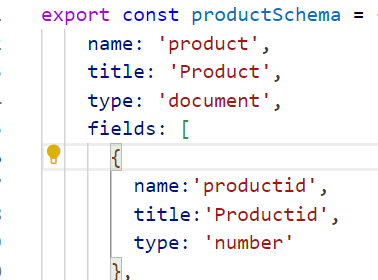 export const productSchema =
name: 'product',
title: 'Product',
type: 'document',
fields: [
{
name:'productid',
title:'Productid',
type: 'number'
},